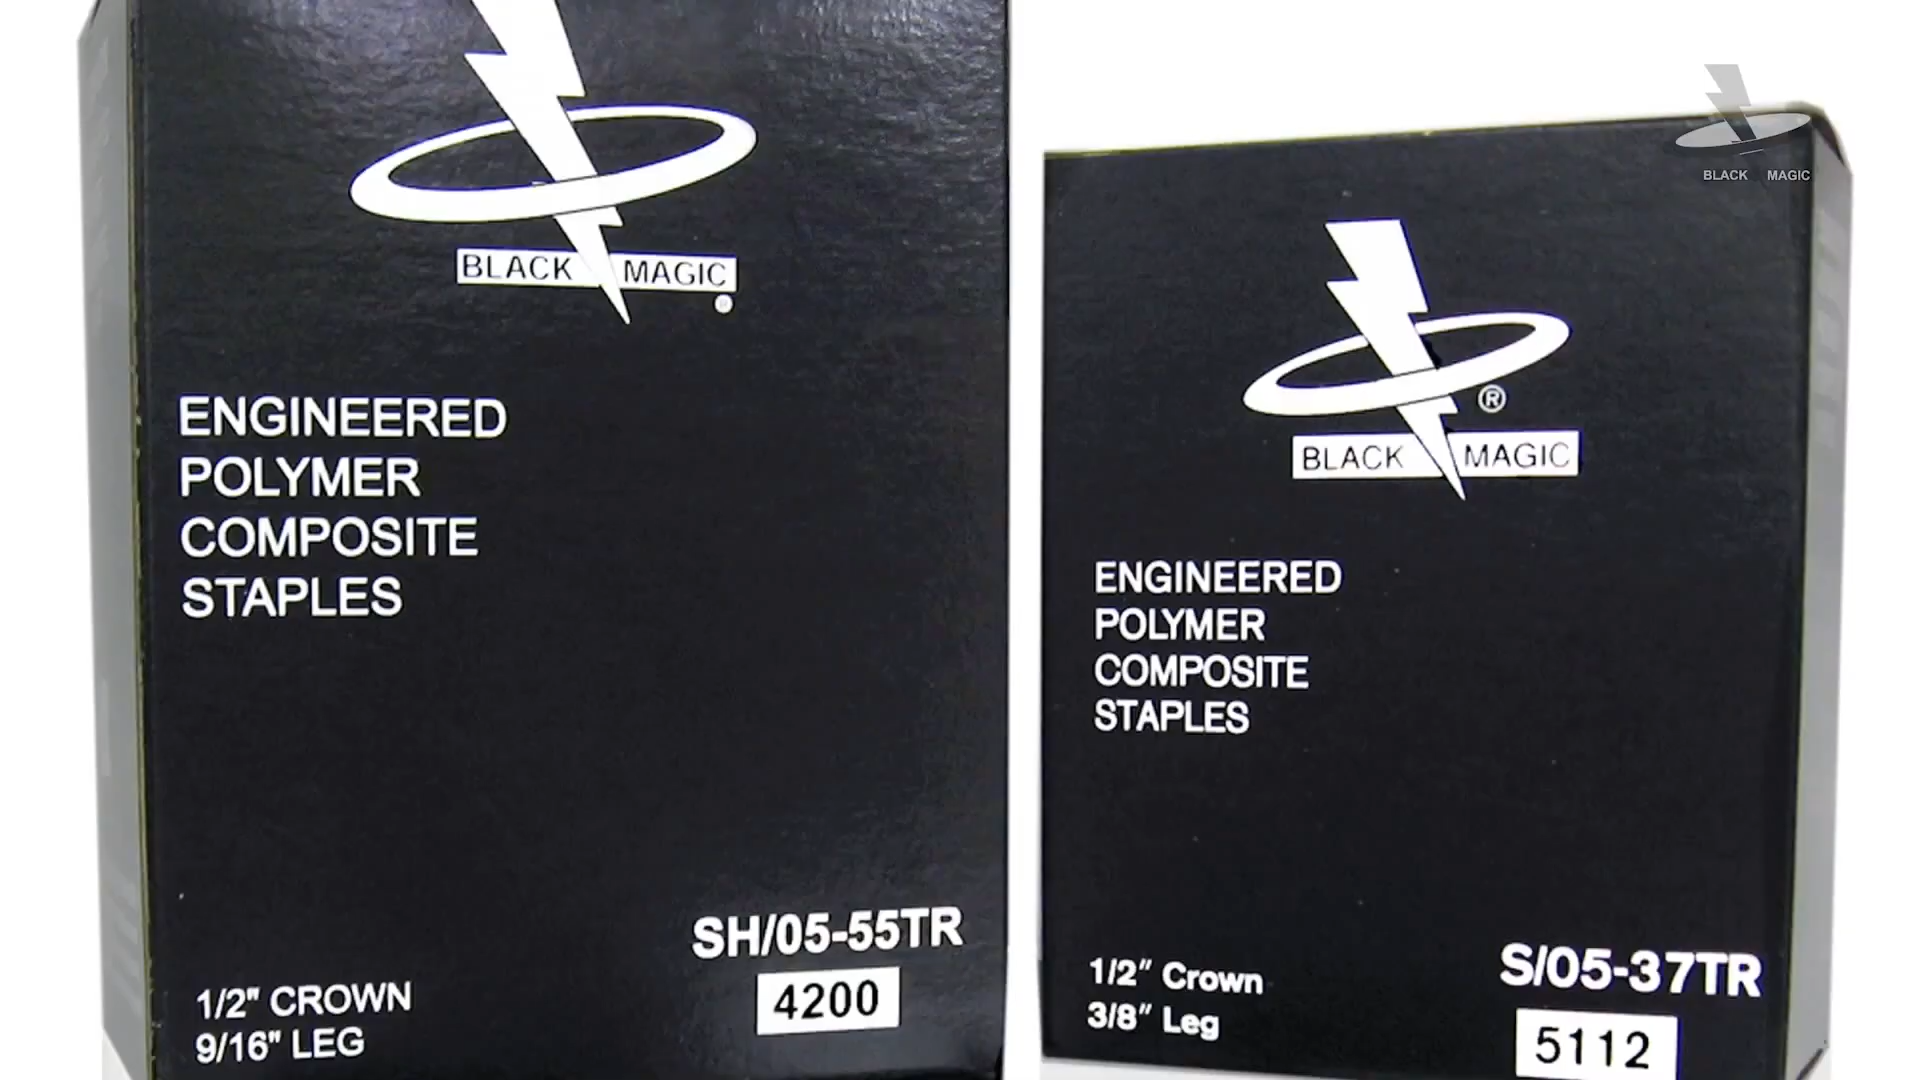 BLACK MAGIC
®
ENGINEERED
POLYMER
COMPOSITE
STAPLES
SH/05-55TR
4200
1/2" CROWN
9/16" LEG
BLACK MAGIC
®
BLACK MAGIC
ENGINEERED
POLYMER
COMPOSITE
STAPLES
1/2" Crown
3/8" Leg
S/05-37TR
5112